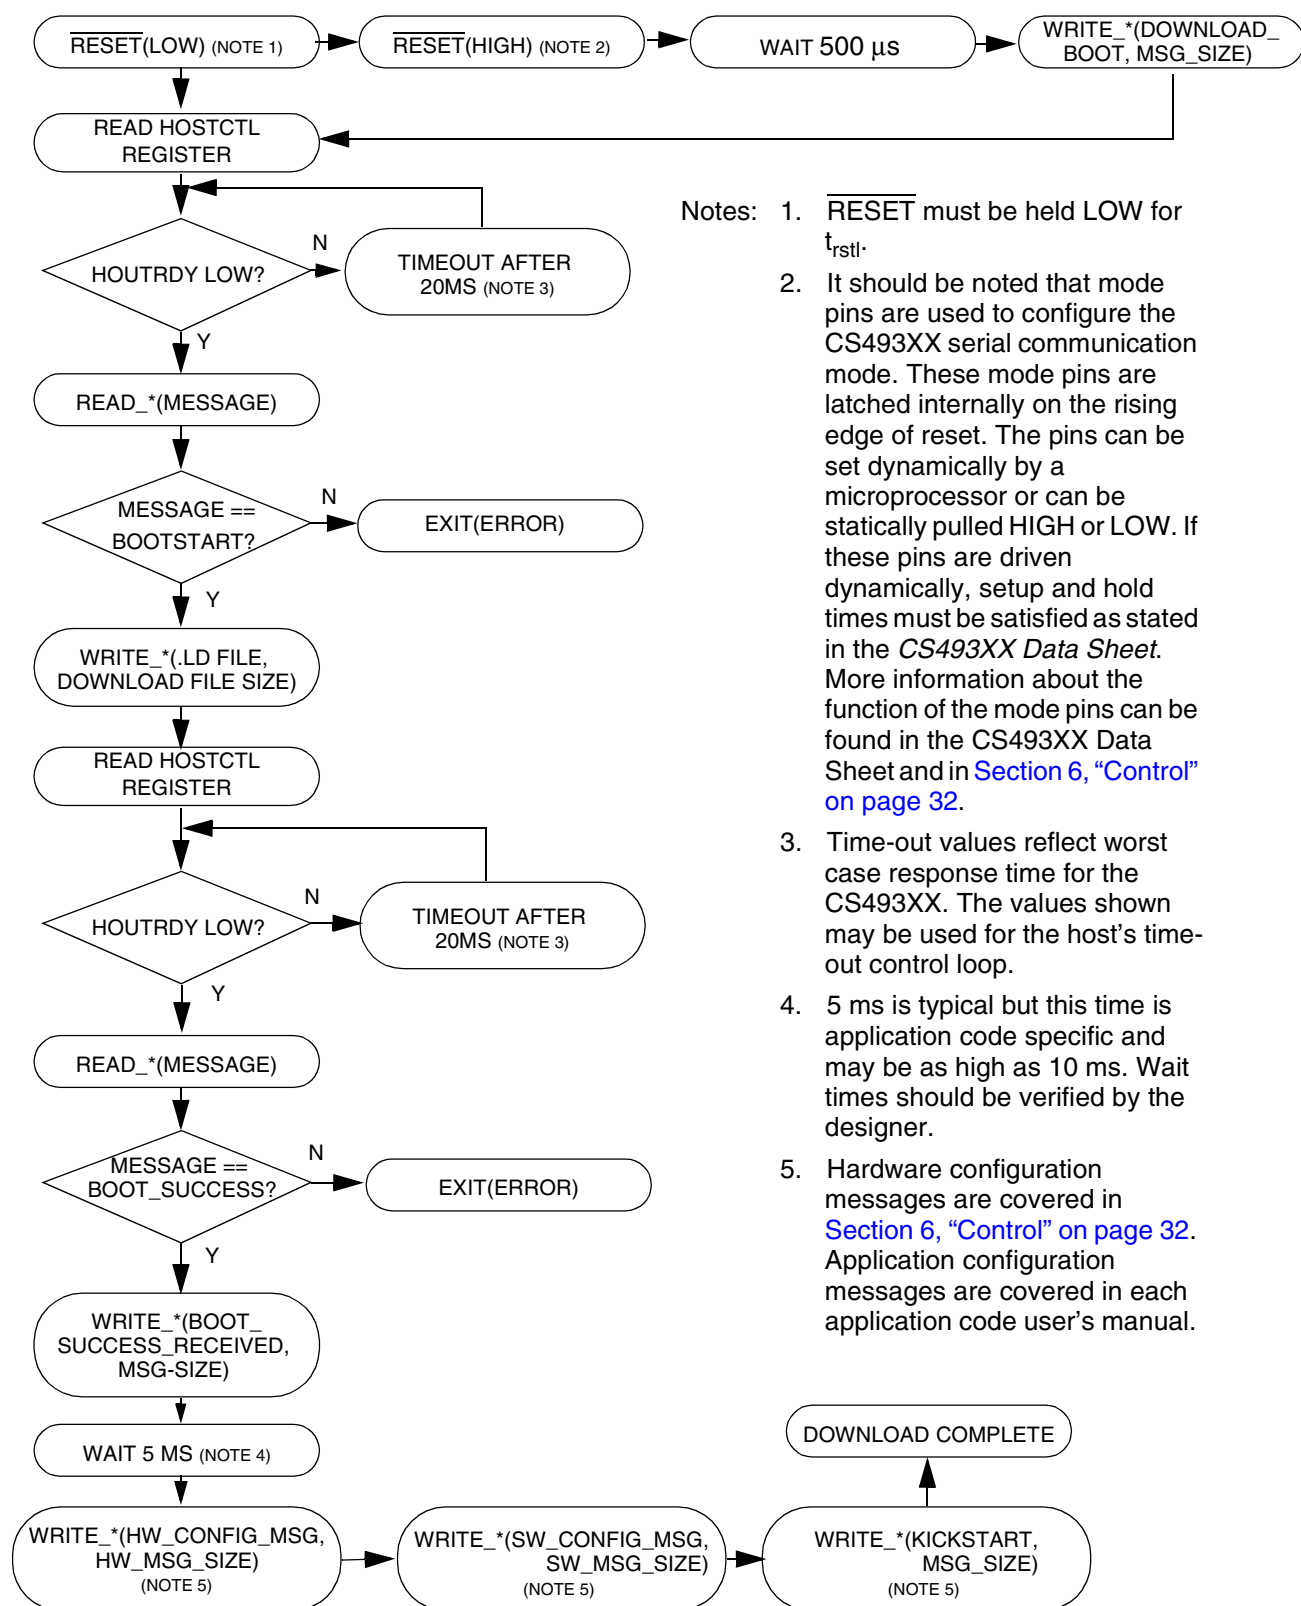 RESET(LOW) (NOTE 1)
RESET(HIGH) (NOTE 2)
WAIT 500 µs
WRITE_*(DOWNLOAD_
BOOT, MSG_SIZE)
READ HOSTCTL
REGISTER
HOUTRDY LOW?
N
TIMEOUT AFTER
20MS (NOTE 3)
Y
READ_*(MESSAGE)
MESSAGE ==
BOOTSTART?
N
EXIT(ERROR)
Y
WRITE_*(.LD FILE,
DOWNLOAD FILE SIZE)
READ HOSTCTL
REGISTER
HOUTRDY LOW?
N
TIMEOUT AFTER
20MS (NOTE 3)
Y
READ_*(MESSAGE)
MESSAGE ==
BOOT_SUCCESS?
N
EXIT(ERROR)
Y
WRITE_*(BOOT_
SUCCESS_RECEIVED,
MSG-SIZE)
WAIT 5 MS (NOTE 4)
WRITE_*(HW_CONFIG_MSG,
HW_MSG_SIZE)
(NOTE 5)
WRITE_*(SW_CONFIG_MSG,
SW_MSG_SIZE)
(NOTE 5)
WRITE_*(KICKSTART,
MSG_SIZE)
(NOTE 5)
DOWNLOAD COMPLETE
Notes: 1. RESET must be held LOW for
trstl.
2. It should be noted that mode
pins are used to configure the
CS493XX serial communication
mode. These mode pins are
latched internally on the rising
edge of reset. The pins can be
set dynamically by a
microprocessor or can be
statically pulled HIGH or LOW. If
these pins are driven
dynamically, setup and hold
times must be satisfied as stated
in the CS493XX Data Sheet.
More information about the
function of the mode pins can be
found in the CS493XX Data
Sheet and in Section 6, “Control”
on page 32.
3. Time-out values reflect worst
case response time for the
CS493XX. The values shown
may be used for the host’s time-
out control loop.
4. 5 ms is typical but this time is
application code specific and
may be as high as 10 ms. Wait
times should be verified by the
designer.
5. Hardware configuration
messages are covered in
Section 6, “Control” on page 32.
Application configuration
messages are covered in each
application code user’s manual.